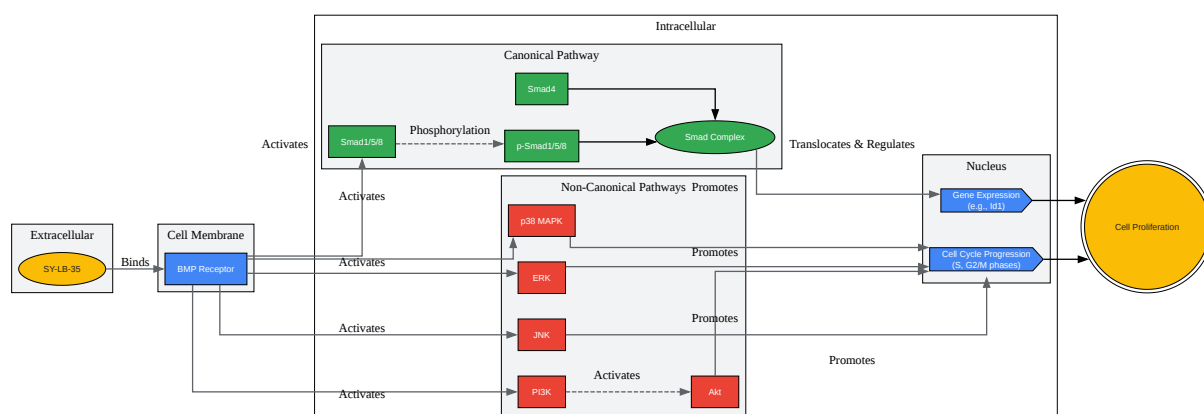 Intracellular
Canonical Pathway
Smad4
Smad1/5/8
Phosphorylation
p-Smad1/5/8
Smad Complex
Activates
Translocates & Regulates
Nucleus
Non-Canonical Pathways
Promotes
Activates
Gene Expression
(e.g., Id1)
p38 MAPK
Extracellular
Cell Membrane
Cell Proliferation
SY-LB-35
Binds
BMP Receptor
Activates
ERK
Promotes
Cell Cycle Progression
(S, G2/M phases)
Activates
JNK
Promotes
Promotes
Activates
PI3K
Activates
Akt